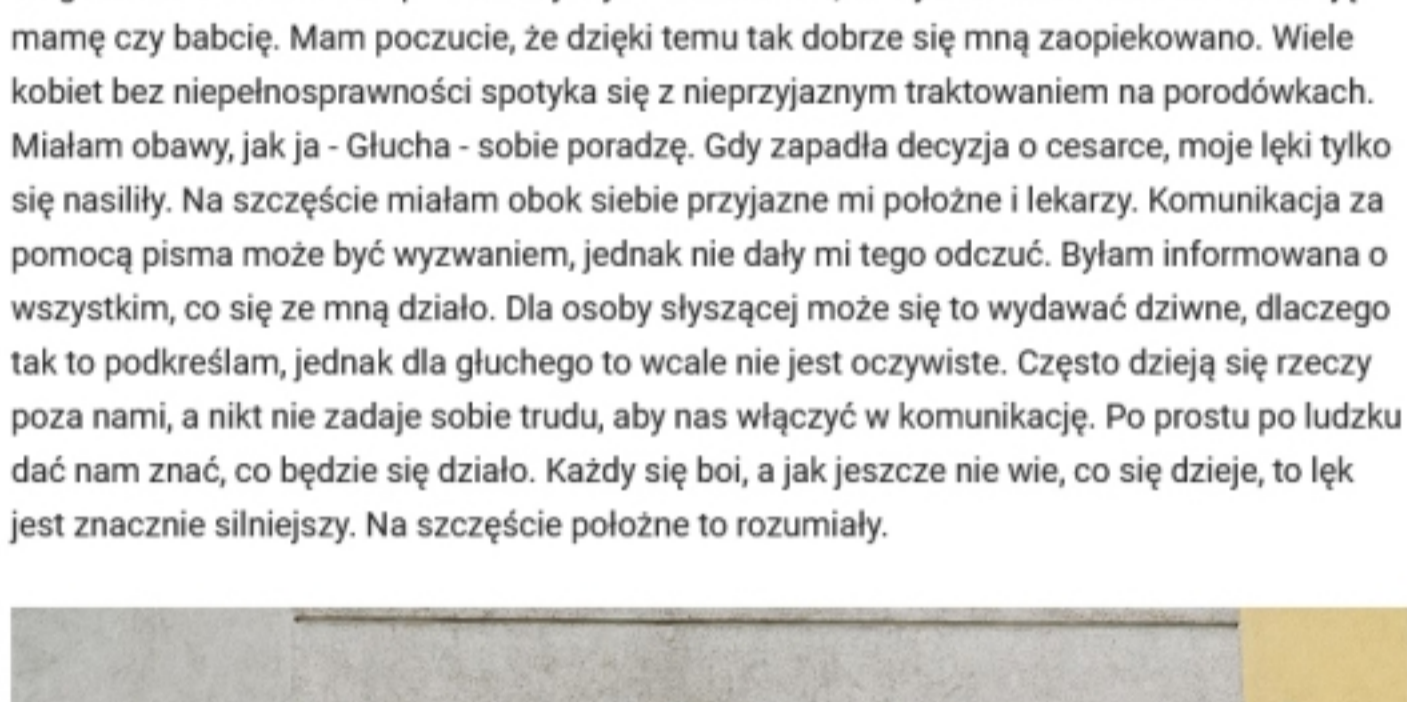 mamę czy babcię. Mam poczucie, że dzięki temu tak dobrze się mną zaopiekowano. Wiele
kobiet bez niepełnosprawności spotyka się z nieprzyjaznym traktowaniem na porodówkach.
Miałam obawy, jak ja - Głucha - sobie poradzę. Gdy zapadła decyzja o cesarce, moje lęki tylko
się nasiliły. Na szczęście miałam obok siebie przyjazne mi położne i lekarzy. Komunikacja za
pomocą pisma może być wyzwaniem, jednak nie dały mi tego odczuć. Byłam informowana o
wszystkim, co się ze mną działo. Dla osoby słyszącej może się to wydawać dziwne, dlaczego
tak to podkreślam, jednak dla głuchego to wcale nie jest oczywiste. Często dzieją się rzeczy
poza nami, a nikt nie zadaje sobie trudu, aby nas włączyć w komunikację. Po prostu po ludzku
dać nam znać, co będzie się działo. Każdy się boi, a jak jeszcze nie wie, co się dzieje, to lęk
jest znacznie silniejszy. Na szczęście położne to rozumiały.